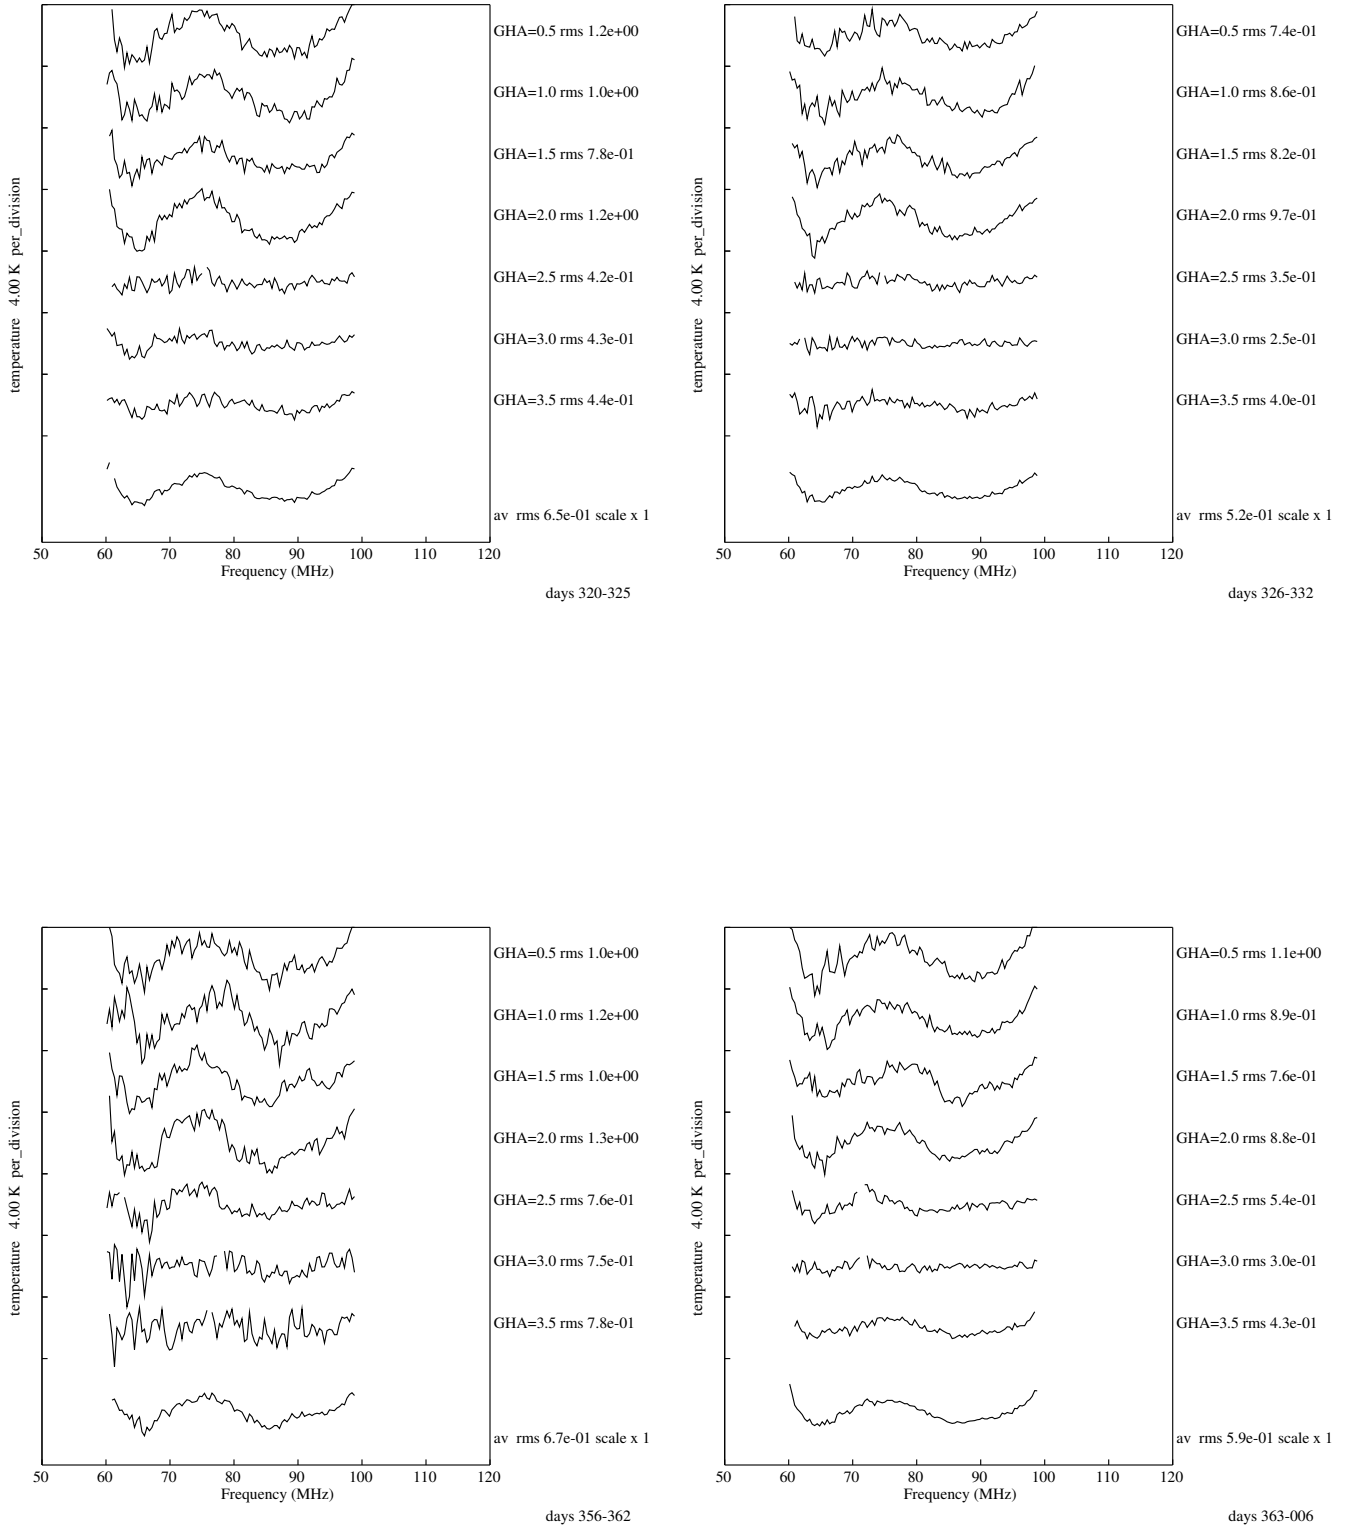 temperature 4.00 K per_division
GHA=0.5 rms 1.2e+00
GHA=1.0 rms 1.0e+00
GHA=1.5 rms 7.8e-01
GHA=2.0 rms 1.2e+00
GHA=2.5 rms 4.2e-01
GHA=3.0 rms 4.3e-01
GHA=3.5 rms 4.4e-01
av rms 6.5e-01 scale x 1
50 60 70 80 90 100 110 120
Frequency (MHz)
days 320-325
temperature 4.00 K per_division
GHA=0.5 rms 7.4e-01
GHA=1.0 rms 8.6e-01
GHA=1.5 rms 8.2e-01
GHA=2.0 rms 9.7e-01
GHA=2.5 rms 3.5e-01
GHA=3.0 rms 2.5e-01
GHA=3.5 rms 4.0e-01
av rms 5.2e-01 scale x 1
50 60 70 80 90 100 110 120
Frequency (MHz)
days 326-332
temperature 4.00 K per_division
GHA=0.5 rms 1.0e+00
GHA=1.0 rms 1.2e+00
GHA=1.5 rms 1.0e+00
GHA=2.0 rms 1.3e+00
GHA=2.5 rms 7.6e-01
GHA=3.0 rms 7.5e-01
GHA=3.5 rms 7.8e-01
av rms 6.7e-01 scale x 1
50 60 70 80 90 100 110 120
Frequency (MHz)
days 356-362
temperature 4.00 K per_division
GHA=0.5 rms 1.1e+00
GHA=1.0 rms 8.9e-01
GHA=1.5 rms 7.6e-01
GHA=2.0 rms 8.8e-01
GHA=2.5 rms 5.4e-01
GHA=3.0 rms 3.0e-01
GHA=3.5 rms 4.3e-01
av rms 5.9e-01 scale x 1
50 60 70 80 90 100 110 120
Frequency (MHz)
days 363-006